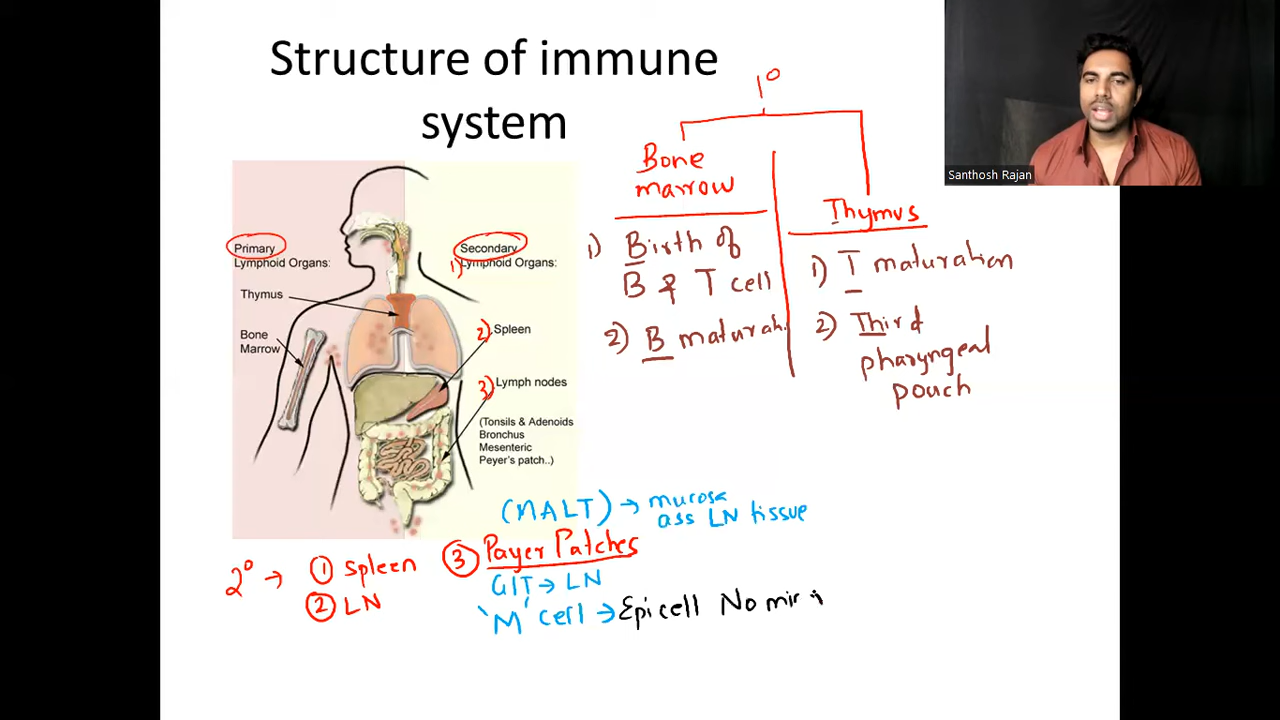 Structure of immune
system
Santhosh Rajan
1°
Bone
marrow
1) Birth of
B & T cell
2) B maturah.
Thymus
1) T maturation
2) Third
pharyngeal
pouch
Primary
Lymphoid Organs:
Thymus
Bone
Marrow
Secondary
1) Lymphoid Organs:
2) Spleen
3) Lymph nodes
(Tonsils & Adenoids
Bronchus
Mesenteric
Peyer's patch..)
(MALT) → mucosa
ass LN tissue
2° → ① Spleen
② LN
③ Payer Patches
GIT → LN
'M' cell → Epi cell No mir